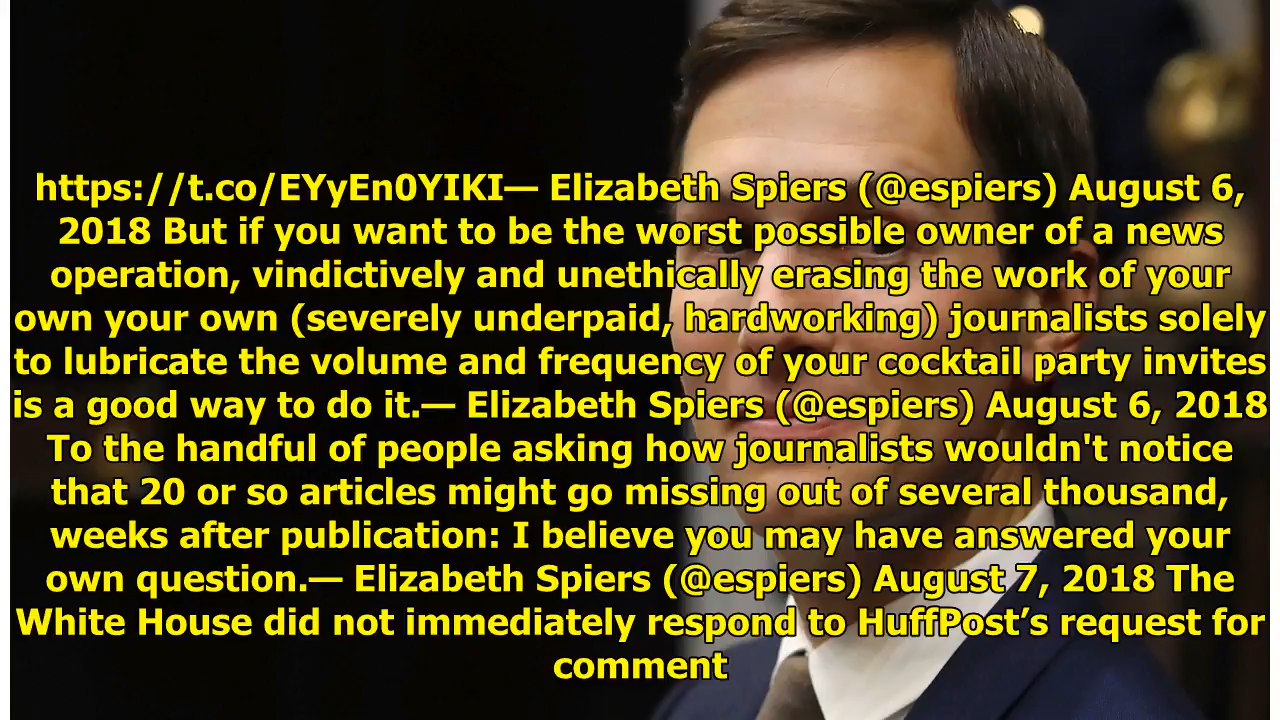 https://t.co/EYyEn0YIKI— Elizabeth Spiers (@espiers) August 6,
2018 But if you want to be the worst possible owner of a news
operation, vindictively and unethically erasing the work of your
own your own (severely underpaid, hardworking) journalists solely
to lubricate the volume and frequency of your cocktail party invites
is a good way to do it.— Elizabeth Spiers (@espiers) August 6, 2018
To the handful of people asking how journalists wouldn't notice
that 20 or so articles might go missing out of several thousand,
weeks after publication: I believe you may have answered your
own question.— Elizabeth Spiers (@espiers) August 7, 2018 The
White House did not immediately respond to HuffPost’s request for
comment